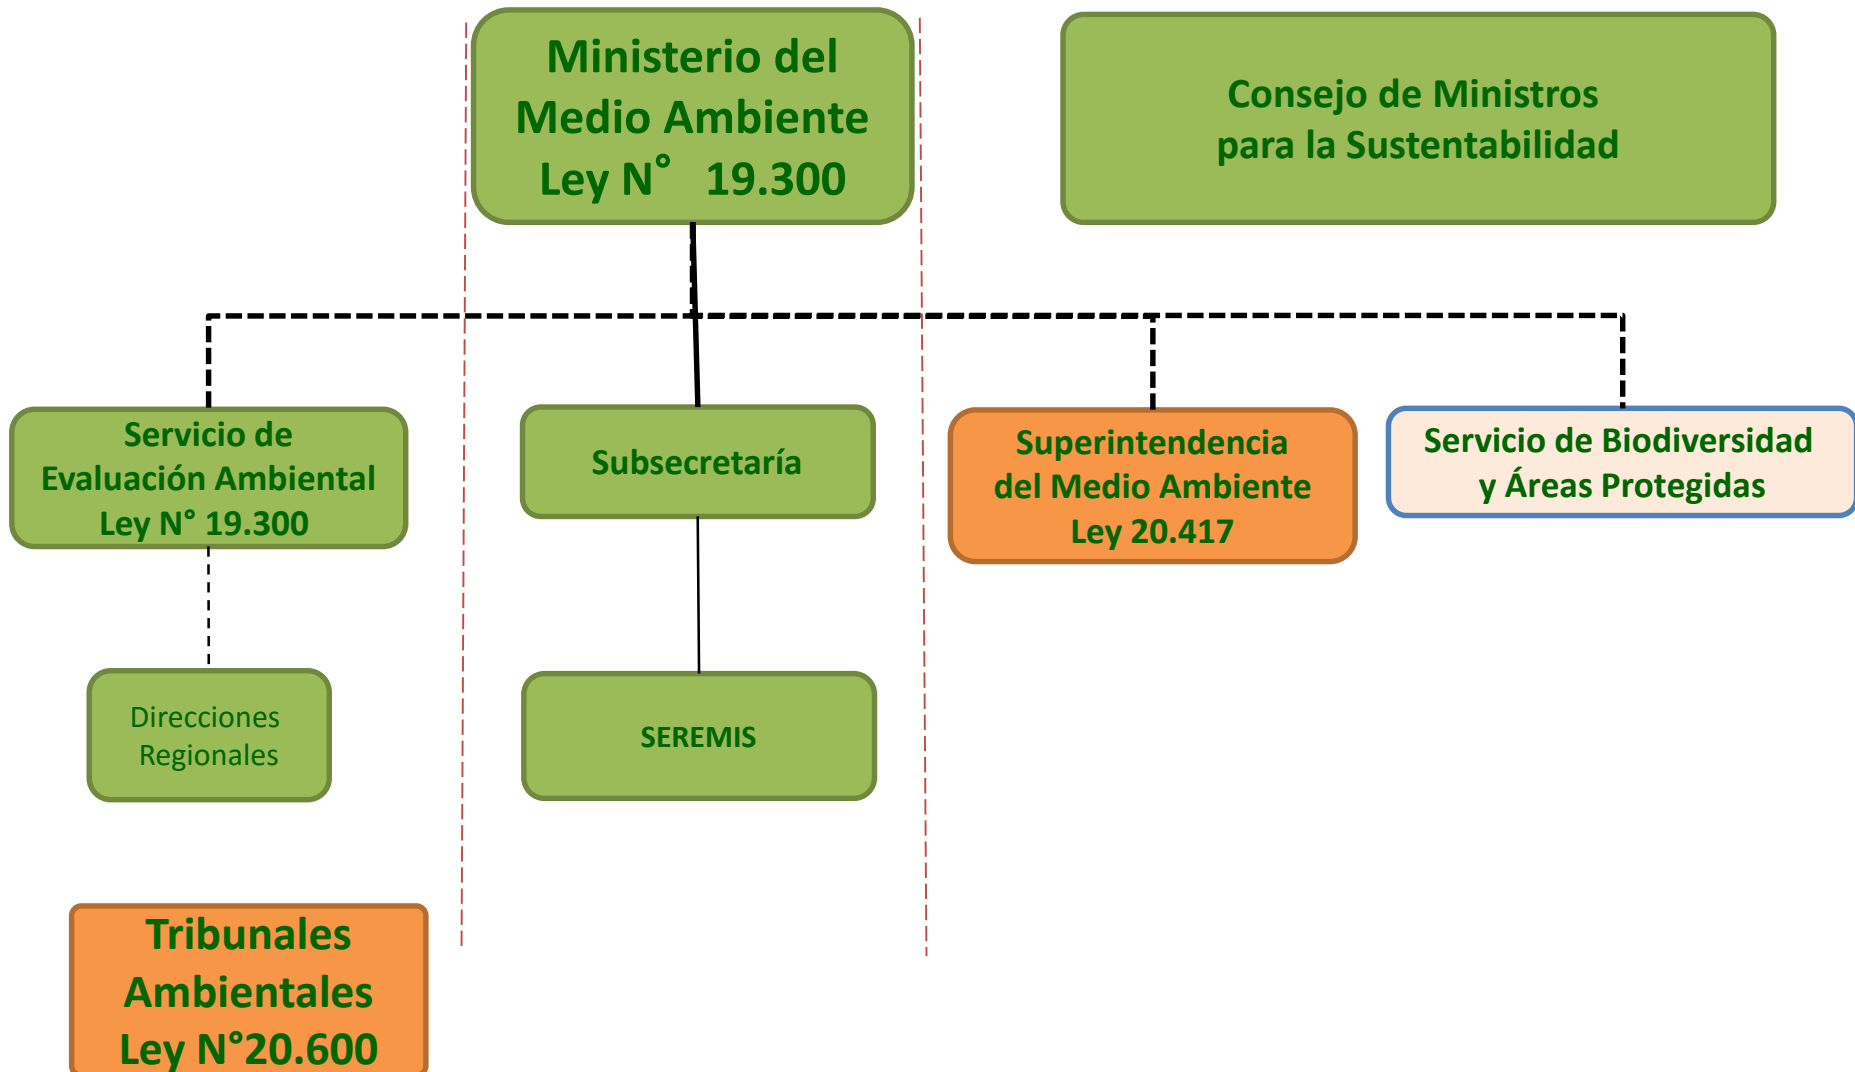 Ministerio del
Medio Ambiente
Ley N° 19.300
Consejo de Ministros
para la Sustentabilidad
Servicio de
Evaluación Ambiental
Ley N° 19.300
Subsecretaría
Superintendencia
del Medio Ambiente
Ley 20.417
Servicio de Biodiversidad
y Áreas Protegidas
Direcciones
Regionales
SEREMIS
Tribunales
Ambientales
Ley N°20.600